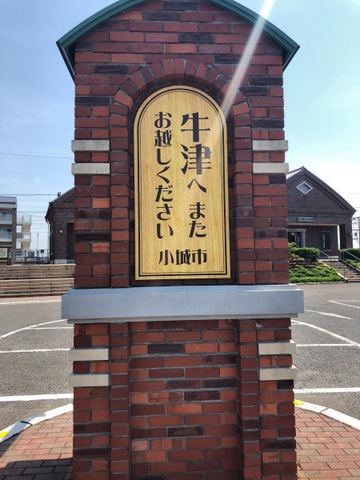 牛津へまた
お越しください
小城市